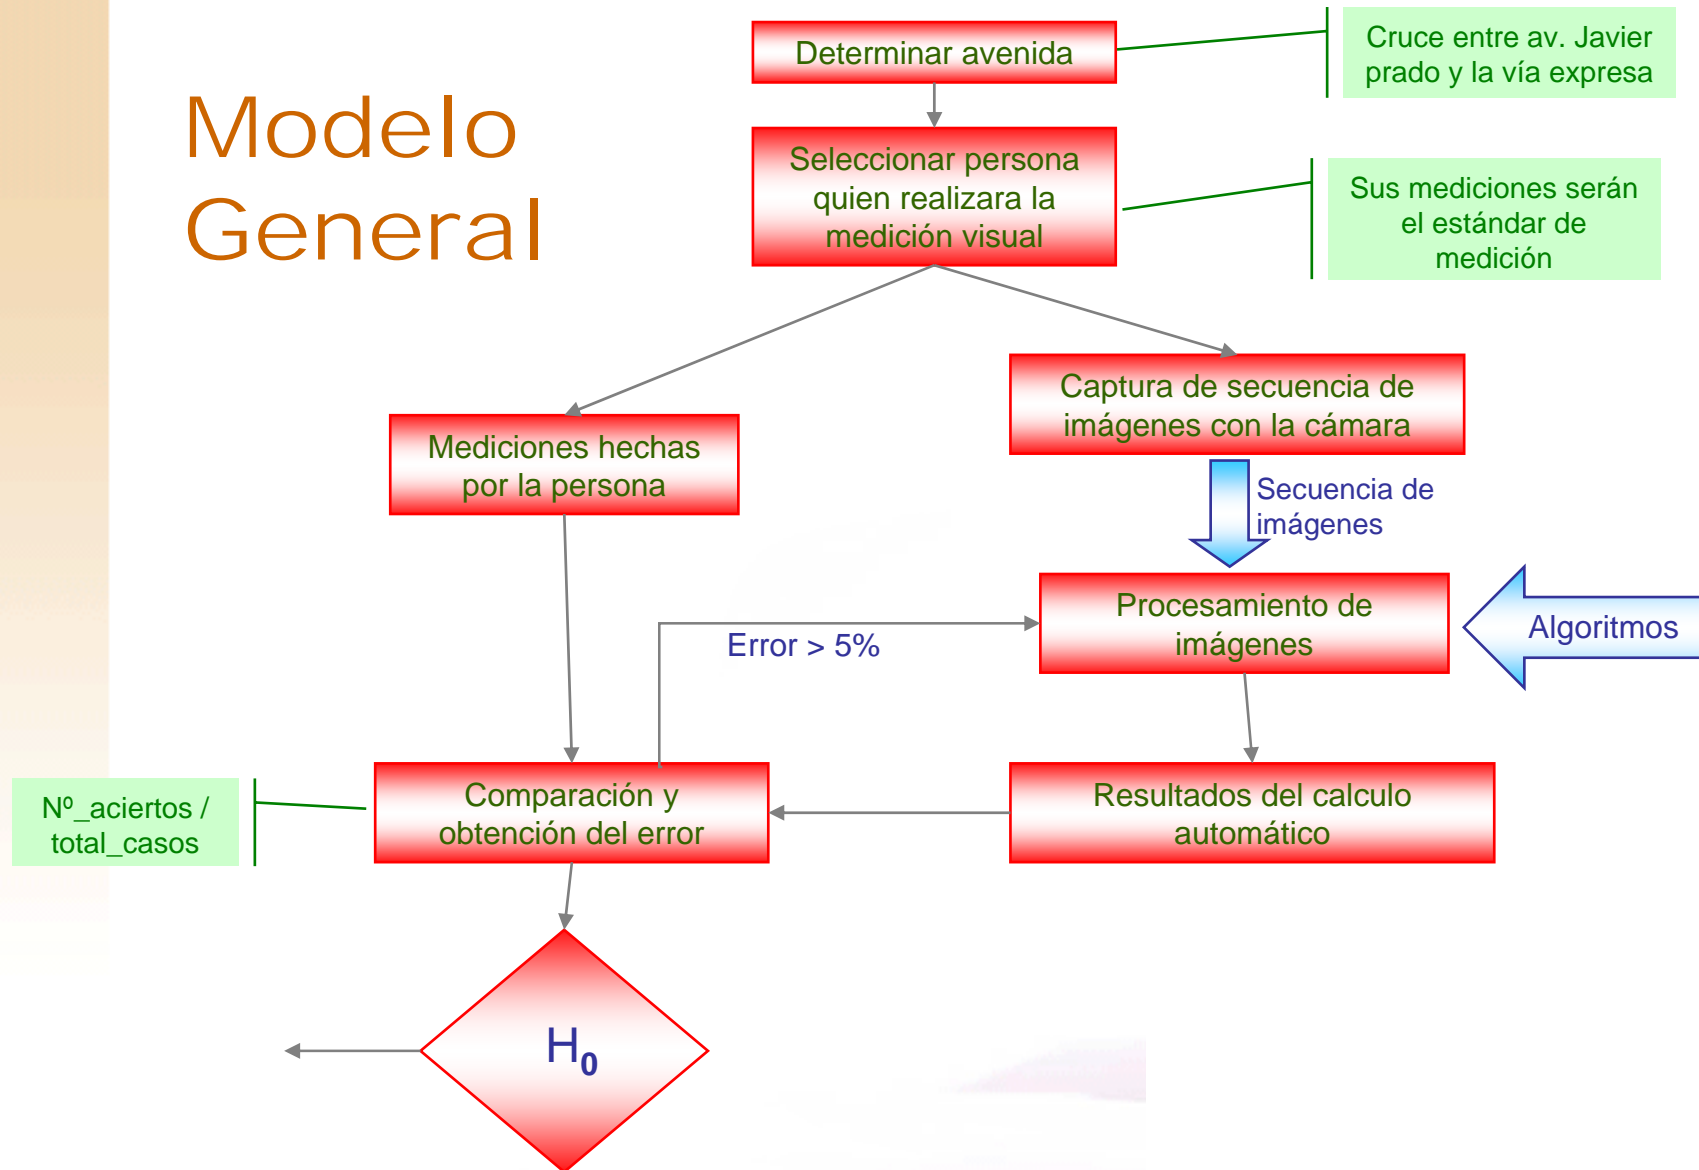 Modelo
General
Determinar avenida
Cruce entre av. Javier
prado y la vía expresa
Seleccionar persona
quien realizara la
medición visual
Sus mediciones serán
el estándar de
medición
Captura de secuencia de
imágenes con la cámara
Mediciones hechas
por la persona
Secuencia de
imágenes
Procesamiento de
imágenes
Algoritmos
Error > 5%
Comparación y
obtención del error
Resultados del calculo
automático
Nº_aciertos /
total_casos
H0